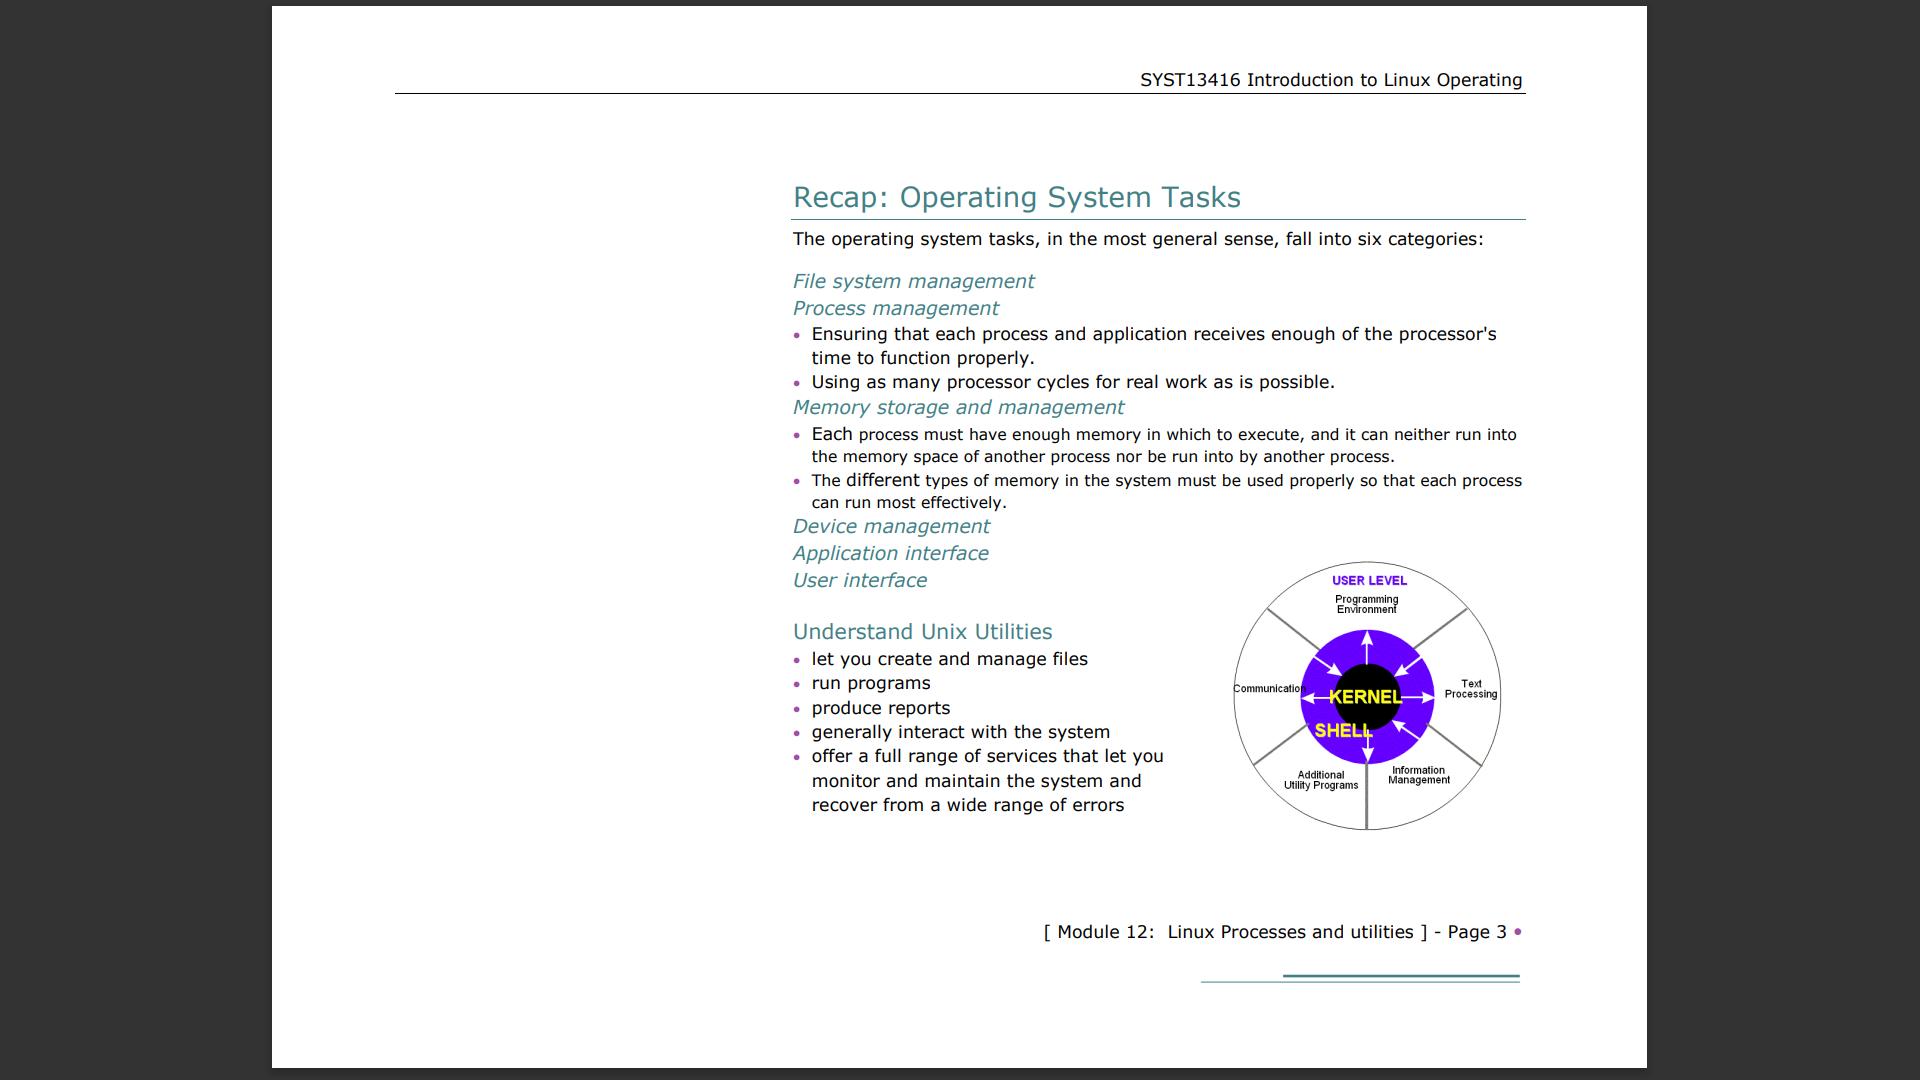 SYST13416 Introduction to Linux Operating
Recap: Operating System Tasks
The operating system tasks, in the most general sense, fall into six categories:
File system management
Process management
• Ensuring that each process and application receives enough of the processor's
time to function properly.
• Using as many processor cycles for real work as is possible.
Memory storage and management
• Each process must have enough memory in which to execute, and it can neither run into
the memory space of another process nor be run into by another process.
• The different types of memory in the system must be used properly so that each process
can run most effectively.
Device management
Application interface
User interface
Understand Unix Utilities
• let you create and manage files
• run programs
• produce reports
• generally interact with the system
• offer a full range of services that let you
monitor and maintain the system and
recover from a wide range of errors
USER LEVEL
Programming
Environment
Communication
KERNEL
Text
Processing
SHELL
Additional
Utility Programs
Information
Management
[ Module 12: Linux Processes and utilities ] - Page 3 •